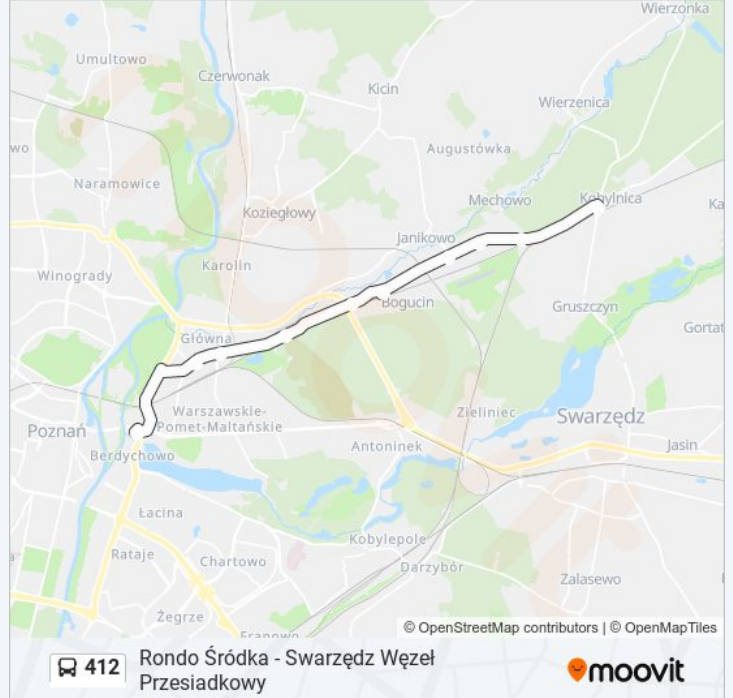 Wierzonka
Umultowo
Czerwonak
Kicin
Wierzenica
wo
Augustówka
Naramowice
Mechowo
Kobylnica
Ka
Koziegłowy
Janikowo
Karolin
Winogrady
Bogucin
Gruszczyn
Gortat
Główna
Warszawskie-
Pomet-Maltańskie
Zieliniec
Swarzędz
Poznań
Antoninek
Jasin
Berdychowo
Łacina
Kobylepole
Rataje
Chartowo
Darzybór
Zalasewo
Żegrze
Franowo
© OpenStreetMap contributors | © OpenMapTiles
412
Rondo Śródka - Swarzędz Węzeł
Przesiadkowy
moovit